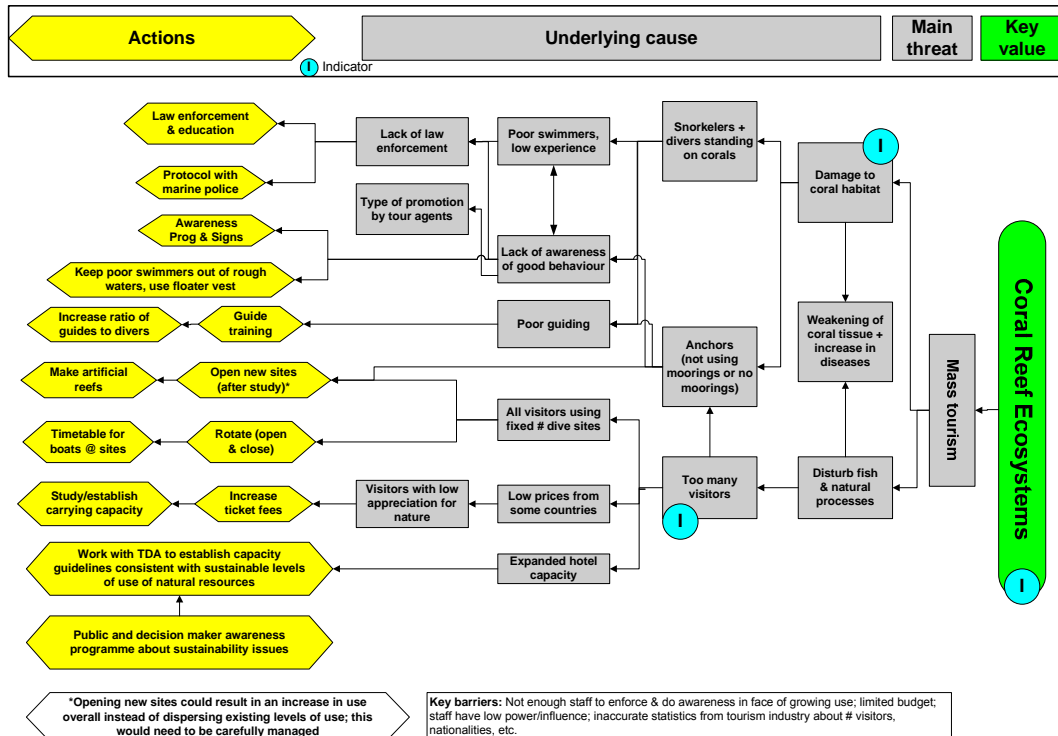 Actions
Underlying cause
Main
threat
Key
value
I
Indicator
Law enforcement
& education
Lack of law
enforcement
Poor swimmers,
low experience
Snorkelers +
divers standing
on corals
I
Damage to
coral habitat
Protocol with
marine police
Type of promotion
by tour agents
Awareness
Prog & Signs
Lack of awareness
of good behaviour
Keep poor swimmers out of rough
waters, use floater vest
Increase ratio of
guides to divers
Guide
training
Poor guiding
Anchors
(not using
moorings or no
moorings)
Weakening of
coral tissue +
increase in
diseases
Mass tourism
Coral Reef Ecosystems
I
Make artificial
reefs
Open new sites
(after study)*
All visitors using
fixed # dive sites
Timetable for
boats @ sites
Rotate (open
& close)
Too many
visitors
I
Disturb fish
& natural
processes
Study/establish
carrying capacity
Increase
ticket fees
Visitors with low
appreciation for
nature
Low prices from
some countries
Work with TDA to establish capacity
guidelines consistent with sustainable levels
of use of natural resources
Expanded hotel
capacity
Public and decision maker awareness
programme about sustainability issues
*Opening new sites could result in an increase in use
overall instead of dispersing existing levels of use; this
would need to be carefully managed
Key barriers: Not enough staff to enforce & do awareness in face of growing use; limited budget;
staff have low power/influence; inaccurate statistics from tourism industry about # visitors,
nationalities, etc.